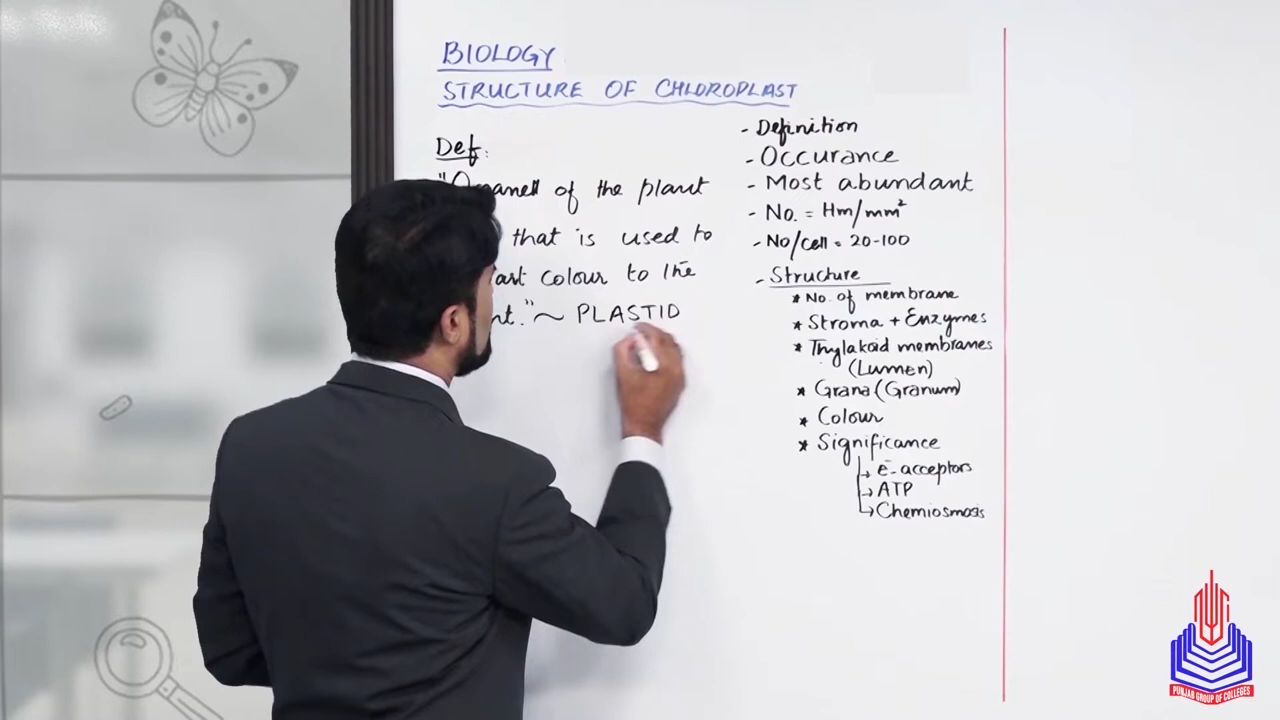 BIOLOGY
STRUCTURE OF CHLOROPLAST
Def:
of the plant
that is used to
colour to the
~ PLASTID
- Definition
- Occurance
- Most abundant
- No. = Hm/mm²
- No/cell = 20-100
- Structure
* No. of membrane
* Stroma + Enzymes
* Thylakoid membranes
(Lumen)
* Grana (Granum)
* Colour
* Significance
→ e- acceptors
→ ATP
→ Chemiosmosis
PUNJAB GROUP OF COLLEGES